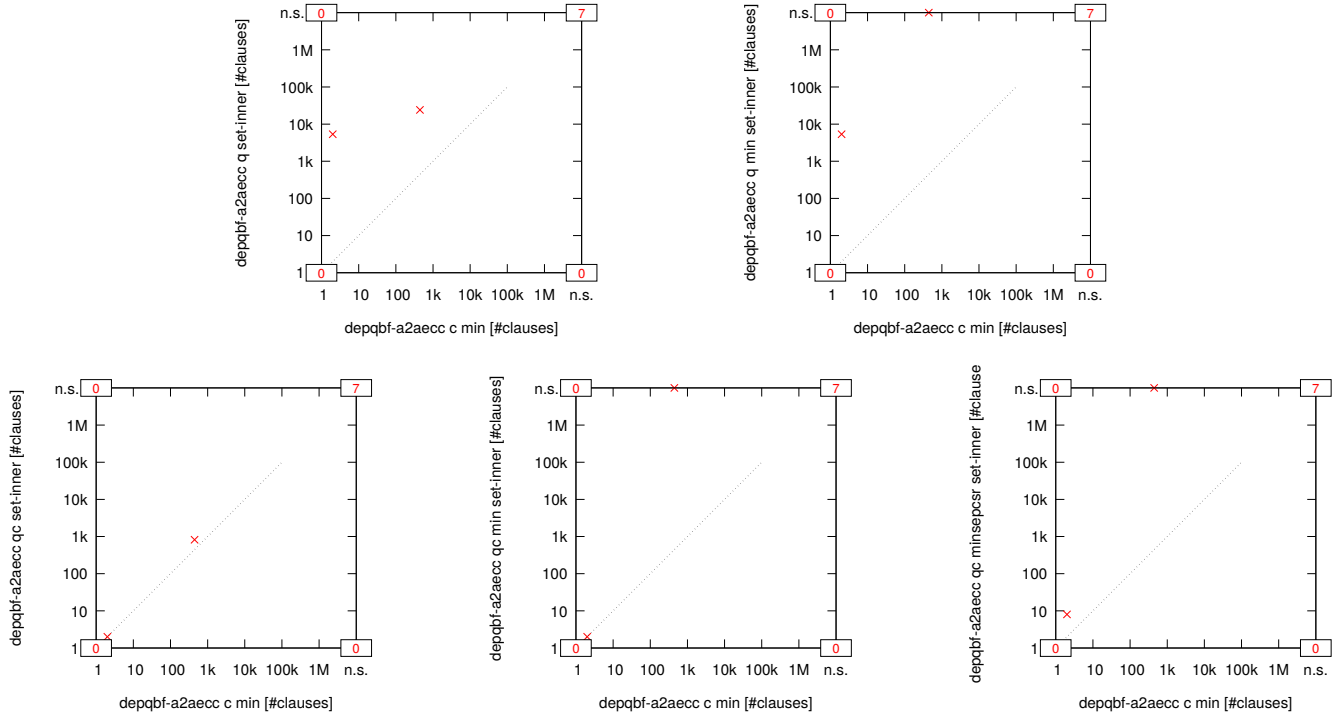 depqbf-a2aecc q set-inner [#clauses]
n.s.
0
7
1M
100k
10k
1k
100
10
1
0
0
1 10 100 1k 10k 100k 1M n.s.
depqbf-a2aecc c min [#clauses]
depqbf-a2aecc q min set-inner [#clauses]
n.s.
0
7
1M
100k
10k
1k
100
10
1
0
0
1 10 100 1k 10k 100k 1M n.s.
depqbf-a2aecc c min [#clauses]
depqbf-a2aecc qc set-inner [#clauses]
n.s.
0
7
1M
100k
10k
1k
100
10
1
0
0
1 10 100 1k 10k 100k 1M n.s.
depqbf-a2aecc c min [#clauses]
depqbf-a2aecc qc min set-inner [#clauses]
n.s.
0
7
1M
100k
10k
1k
100
10
1
0
0
1 10 100 1k 10k 100k 1M n.s.
depqbf-a2aecc c min [#clauses]
depqbf-a2aecc qc minsepcsr set-inner [#clause
n.s.
0
7
1M
100k
10k
1k
100
10
1
0
0
1 10 100 1k 10k 100k 1M n.s.
depqbf-a2aecc c min [#clauses]